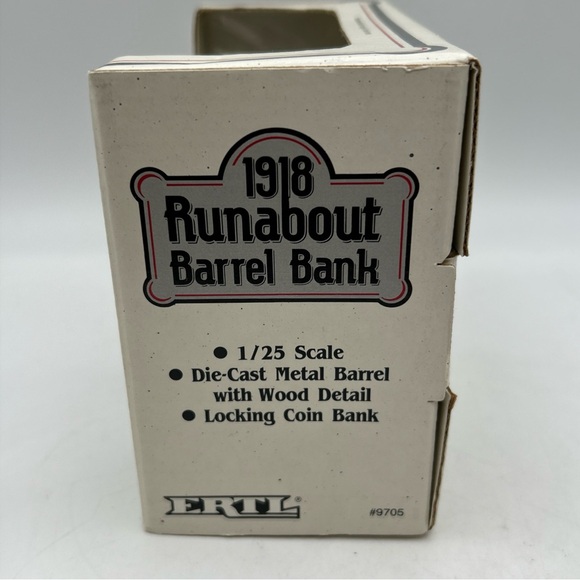 1918
Runabout
Barrel Bank
● 1/25 Scale
● Die-Cast Metal Barrel
with Wood Detail
● Locking Coin Bank
ERTL®
#9705